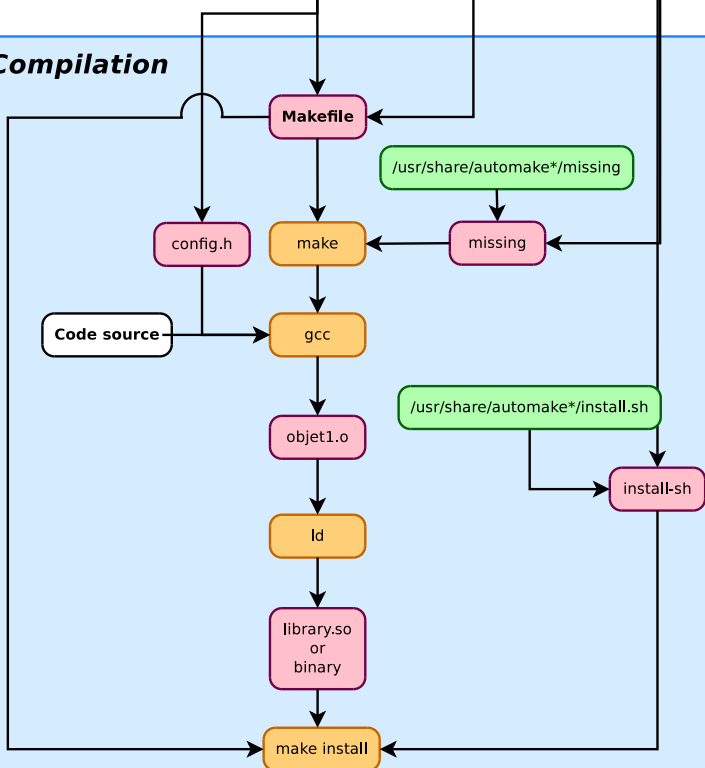 Compilation
Makefile
/usr/share/automake*/missing
config.h
make
missing
Code source
gcc
/usr/share/automake*/install.sh
objet1.o
install-sh
ld
library.so
or
binary
make install